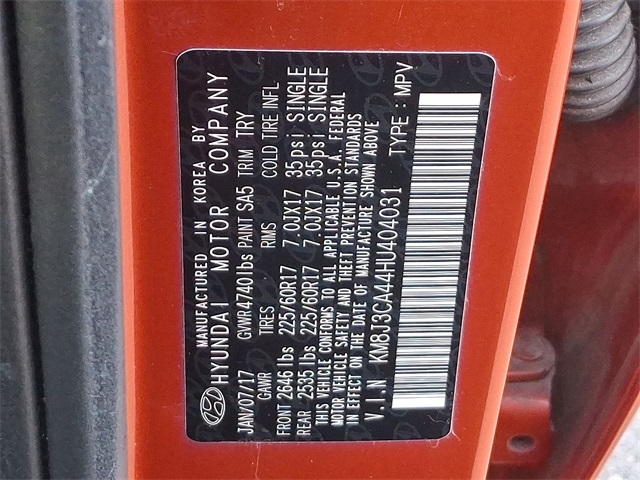 MANUFACTURED IN KOREA BY
HYUNDAI MOTOR COMPANY
JAN/07/17 GVWR4740lbs PAINT SA5 TRIM TRY
GAWR TIRES RIMS COLD TIRE INFL
FRONT 2646 lbs 225/60R17 7.0JX17 35psi SINGLE
REAR 2535 lbs 225/60R17 7.0JX17 35psi SINGLE
THIS VEHICLE CONFORMS TO ALL APPLICABLE U.S.A. FEDERAL
MOTOR VEHICLE SAFETY AND THEFT PREVENTION STANDARDS
IN EFFECT ON THE DATE OF MANUFACTURE SHOWN ABOVE
V.I.N KM8J3CA44HU404031 TYPE : MPV